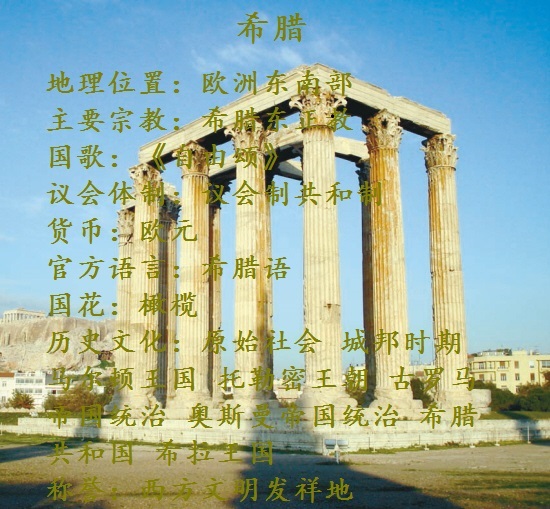 希腊
地理位置：欧洲东南部
主要宗教：希腊东正教
国歌：《自由颂》
议会体制：议会制共和制
货币：欧元
官方语言：希腊语
国花：橄榄
历史文化：原始社会 城邦时期
马尔顿王国 托勒密王朝 古罗马
帝国统治 奥斯曼帝国统治 希腊
共和国 希拉王国
称誉：西方文明发祥地